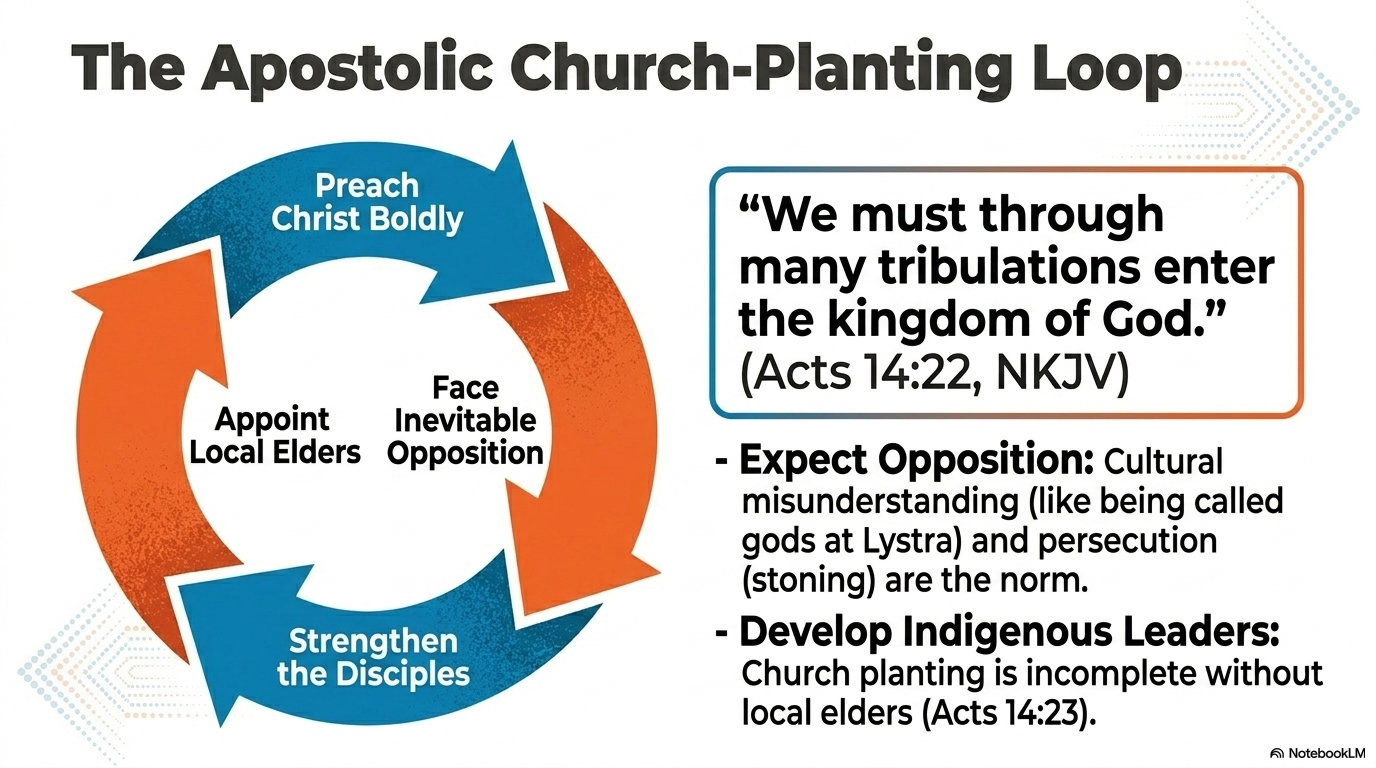 The Apostolic Church-Planting Loop
Preach
Christ Boldly
Face
Inevitable
Opposition
Strengthen
the Disciples
Appoint
Local Elders
“We must through
many tribulations enter
the kingdom of God.”
(Acts 14:22, NKJV)
- Expect Opposition: Cultural
misunderstanding (like being called
gods at Lystra) and persecution
(stoning) are the norm.
- Develop Indigenous Leaders:
Church planting is incomplete without
local elders (Acts 14:23).
NotebookLM